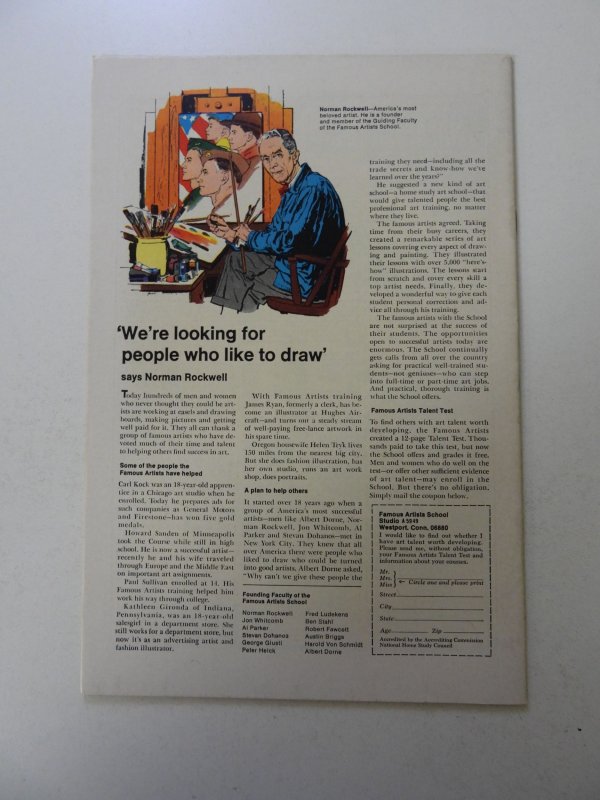 Norman Rockwell—America's most
beloved artist. He is a founder
and member of the Guiding Faculty
of the Famous Artists School.
'We're looking for
people who like to draw'
says Norman Rockwell
Today hundreds of men and women
who never thought they could be art-
ists are working at easels and drawing
boards, making pictures and getting
well paid for it. They all can thank a
group of famous artists who have de-
voted much of their time and talent
to helping others find success in art.
Some of the people the
Famous Artists have helped
Carl Kock was an 18-year-old appren-
tice in a Chicago art studio when he
enrolled. Today he prepares ads for
such companies as General Motors
and Firestone—has won five gold
medals.
Howard Sanden of Minneapolis
took the Course while still in high
school. He is now a successful artist—
recently he and his wife traveled
through Europe and the Middle East
on important art assignments.
Paul Sullivan enrolled at 14. His
Famous Artists training helped him
work his way through college.
Kathleen Gironda of Indiana,
Pennsylvania, was an 18-year-old
salesgirl in a department store. She
still works for a department store, but
now it's as an advertising artist and
fashion illustrator.
With Famous Artists training
James Ryan, formerly a clerk, has be-
come an illustrator at Hughes Air-
craft—and turns out a steady stream
of well-paying free-lance artwork in
his spare time.
Oregon housewife Helen Tryk lives
150 miles from the nearest big city.
But she does fashion illustration, has
her own studio, runs an art work
shop, does portraits.
A plan to help others
It started over 18 years ago when a
group of America's most successful
artists—men like Albert Dorne, Nor-
man Rockwell, Jon Whitcomb, Al
Parker and Stevan Dohanos—met in
New York City. They knew that all
over America there were people who
liked to draw who could be turned
into good artists. Albert Dorne asked,
"Why can't we give these people the
Founding Faculty of the
Famous Artists School
Norman Rockwell
Jon Whitcomb
Al Parker
Stevan Dohanos
George Giusti
Peter Helck
Fred Ludekens
Ben Stahl
Robert Fawcett
Austin Briggs
Harold Von Schmidt
Albert Dorne
training they need—including all the
trade secrets and know-how we've
learned over the years?"
He suggested a new kind of art
school—a home study art school—that
would give talented people the best
professional art training, no matter
where they live.
The famous artists agreed. Taking
time from their busy careers, they
created a remarkable series of art
lessons covering every aspect of draw-
ing and painting. They illustrated
their lessons with over 5,000 "here's-
how" illustrations. The lessons start
from scratch and cover every skill a
top artist needs. Finally, they de-
veloped a wonderful way to give each
student personal correction and ad-
vice all through his training.
The famous artists with the School
are not surprised at the success of
their students. The opportunities
open to successful artists today are
enormous. The School continually
gets calls from all over the country
asking for practical well-trained stu-
dents—not geniuses—who can step
into full-time or part-time art jobs.
And practical, thorough training is
what the School offers.
Famous Artists Talent Test
To find others with art talent worth
developing, the Famous Artists
created a 12-page Talent Test. Thou-
sands paid to take this test, but now
the School offers and grades it free.
Men and women who do well on the
test—or offer other sufficient evidence
of art talent—may enroll in the
School. But there's no obligation.
Simply mail the coupon below.
Famous Artists School
Studio A5949
Westport, Conn. 06880
I would like to find out whether I
have art talent worth developing.
Please send me, without obligation,
your Famous Artists Talent Test and
information about your courses.
Mr.
Mrs. ← Circle one and please print
Miss
Street
City
State
Age Zip
Accredited by the Accrediting Commission
National Home Study Council